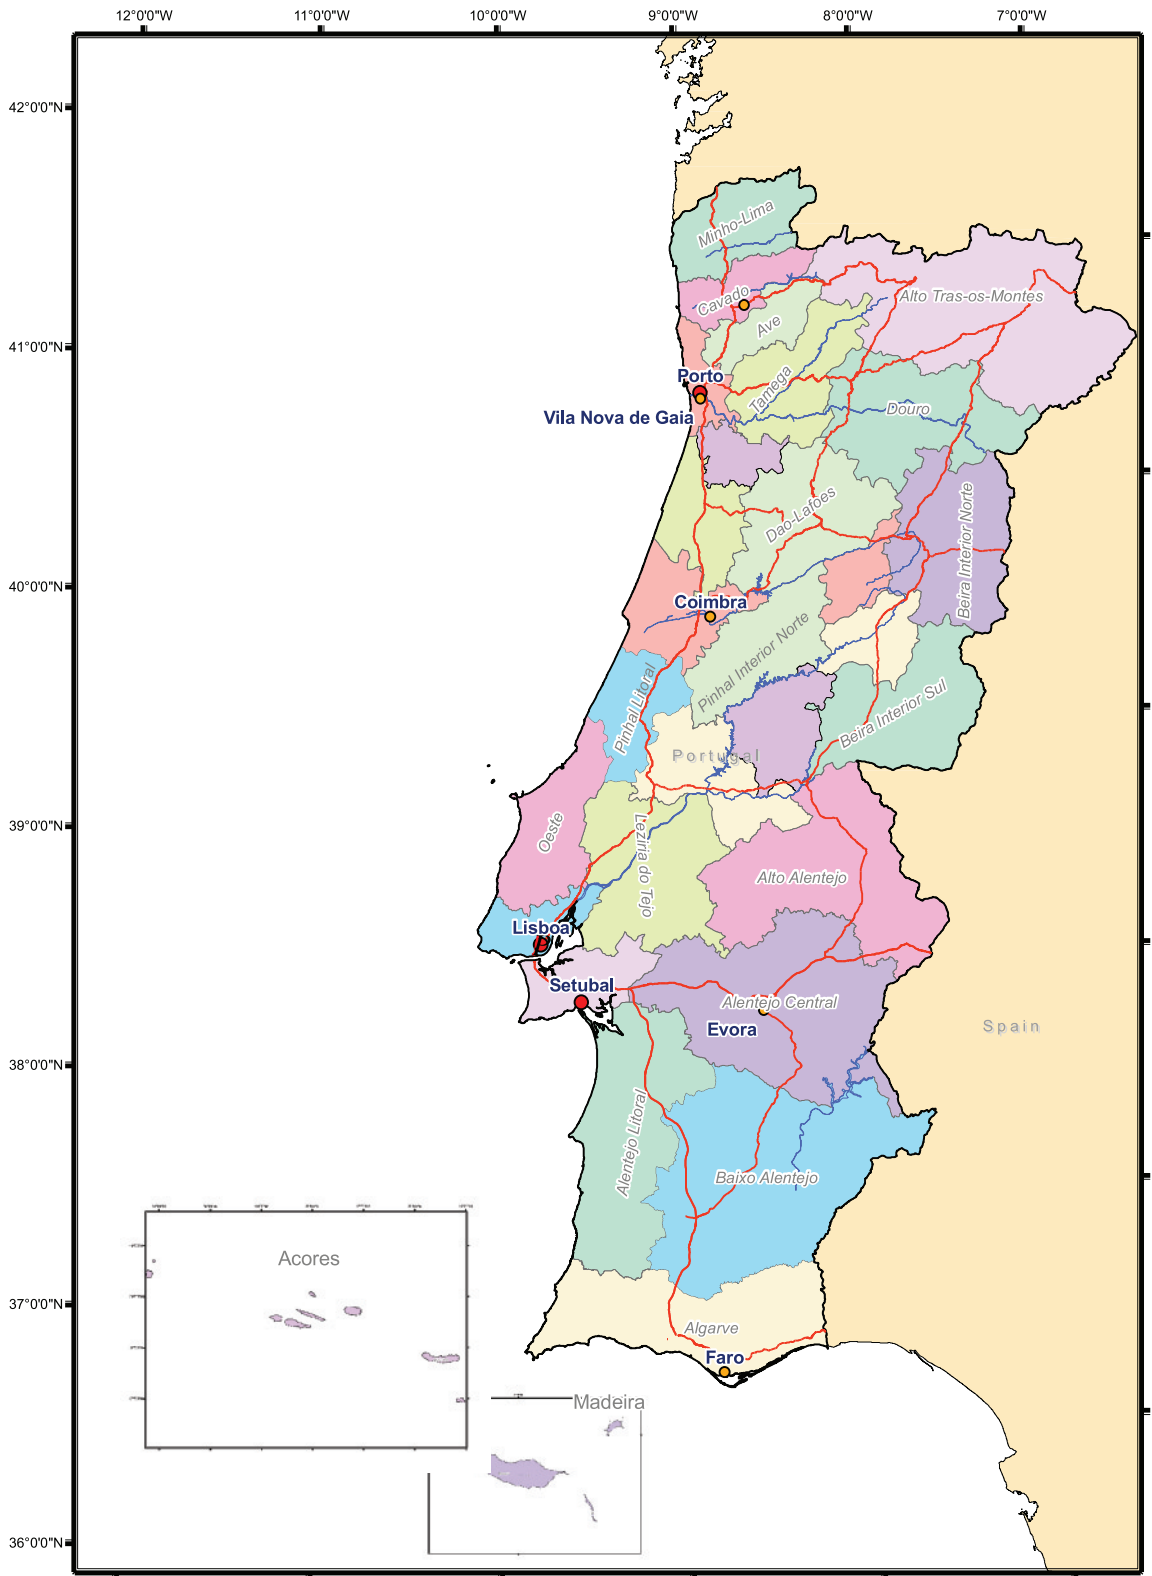 12°0'0"W
11°0'0"W
10°0'0"W
9°0'0"W
8°0'0"W
7°0'0"W
42°0'0"N
41°0'0"N
40°0'0"N
39°0'0"N
38°0'0"N
37°0'0"N
36°0'0"N
Minho-Lima
Cavado
Alto Tras-os-Montes
Ave
Porto
Tamega
Vila Nova de Gaia
Douro
Dao-Lafoes
Beira Interior Norte
Coimbra
Pinhal Interior Norte
Pinhal Litoral
Beira Interior Sul
Portugal
Oeste
Leziria do Tejo
Alto Alentejo
Lisboa
Setubal
Alentejo Central
Evora
Spain
Alentejo Litoral
Baixo Alentejo
Acores
Algarve
Faro
Madeira